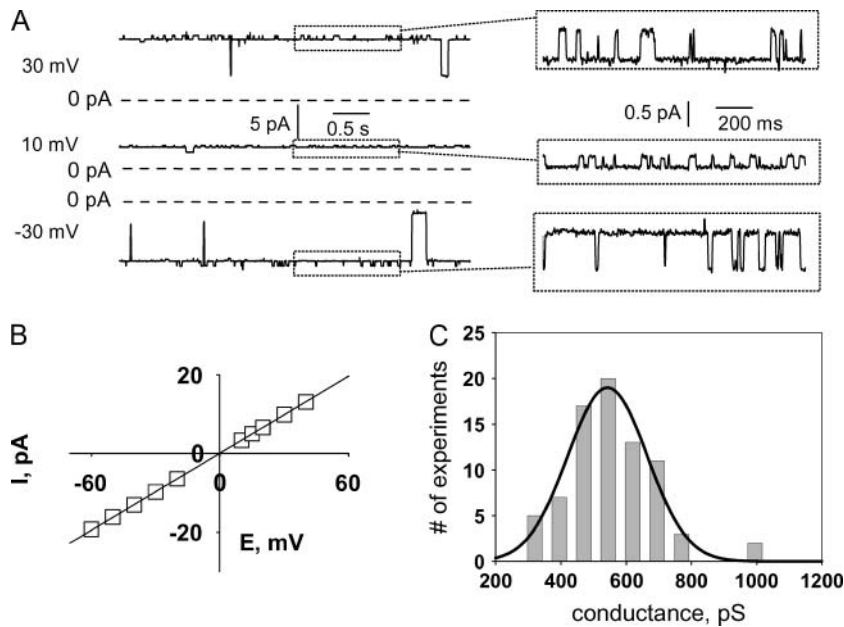 A
30 mV
0 pA
5 pA
0.5 s
0.5 pA
200 ms
10 mV
0 pA
0 pA
-30 mV
B
20
I, pA
0
-60
0
60
-20
E, mV
C
25
20
15
10
5
0
# of experiments
200 400 600 800 1000 1200
conductance, pS